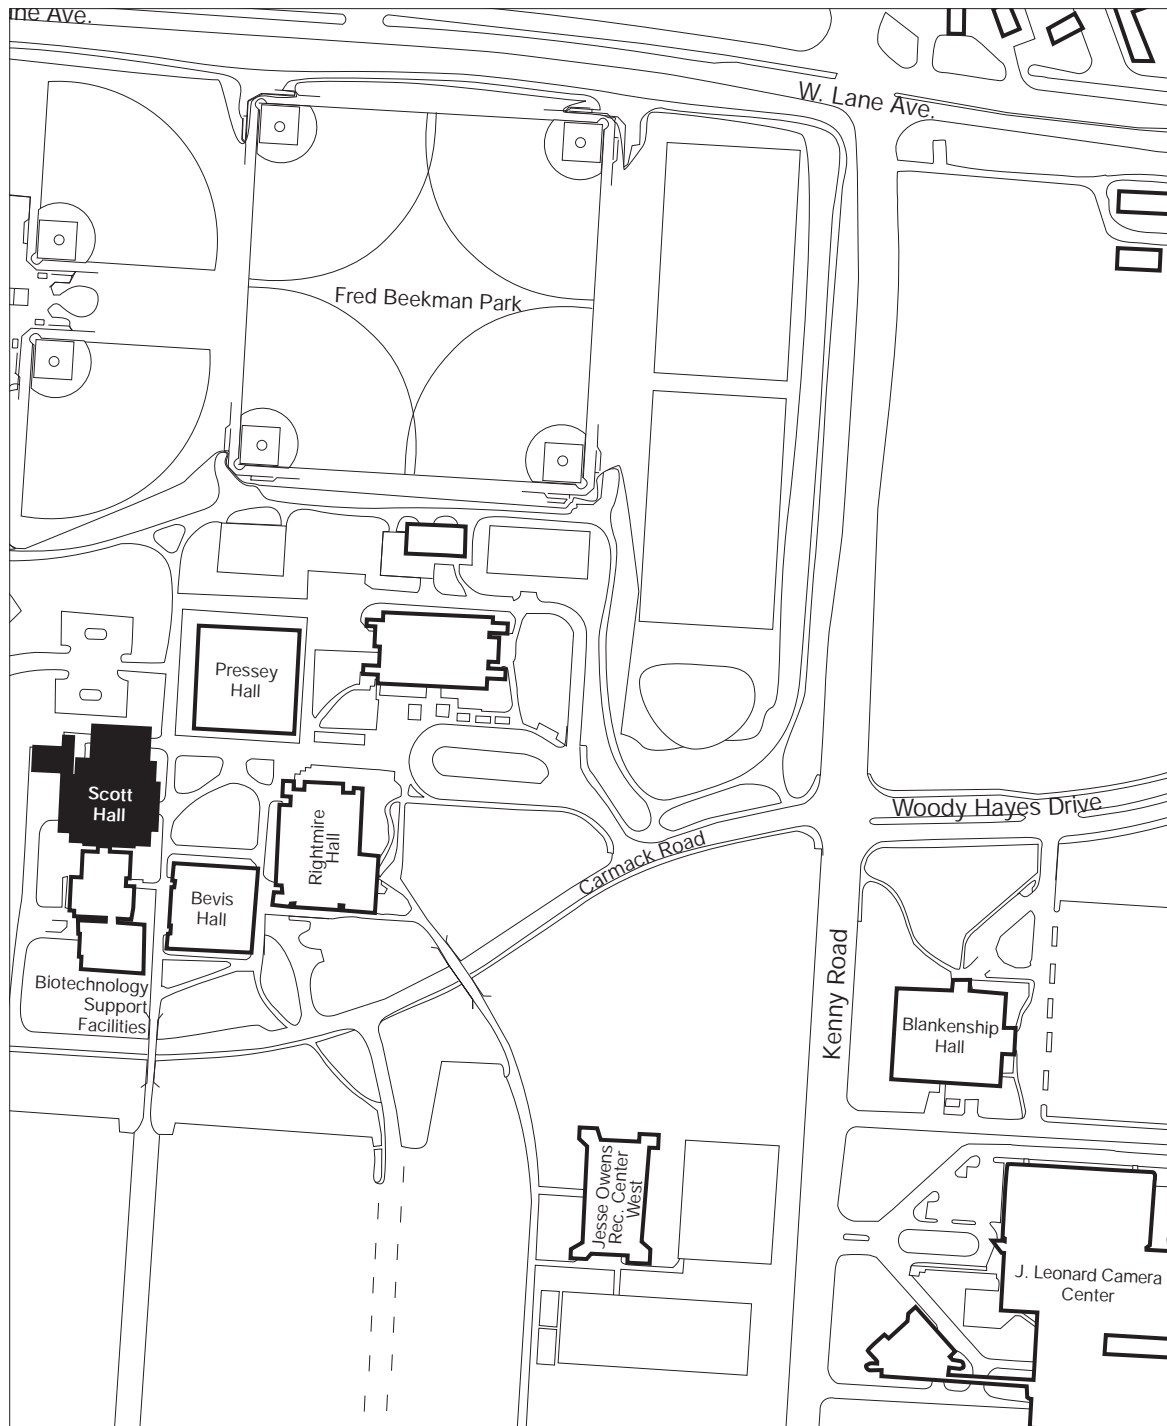 ne Ave.
W. Lane Ave.
Fred Beekman Park
Pressey
Hall
Scott
Hall
Rightmire
Hall
Woody Hayes Drive
Carmack Road
Bevis
Hall
Biotechnology
Support
Facilities
Kenny Road
Blankenship
Hall
Jesse Owens
Rec. Center
West
J. Leonard Camera
Center